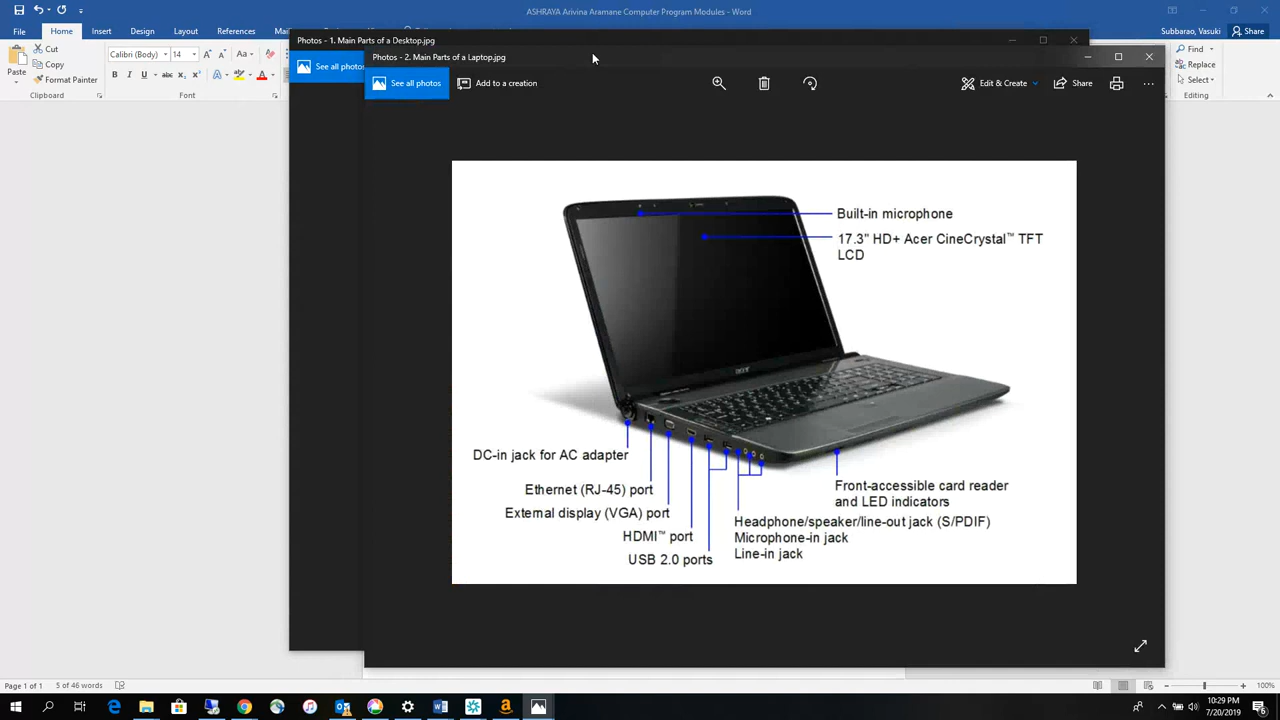 ASHRAYA Arivina Aramane Computer Program Modules - Word
Subbarao, Vasuki
File Home Insert Design Layout References
Share
Cut
Copy
Format Painter
Paste
Clipboard
Calibri (Body) 14
Font
Find
Replace
Select
Editing
Photos - 1. Main Parts of a Desktop.jpg
See all photos
Photos - 2. Main Parts of a Laptop.jpg
See all photos Add to a creation Edit & Create Share
Built-in microphone
17.3" HD+ Acer CineCrystal™ TFT
LCD
acer
DC-in jack for AC adapter
Ethernet (RJ-45) port
External display (VGA) port
HDMI™ port
USB 2.0 ports
Front-accessible card reader
and LED indicators
Headphone/speaker/line-out jack (S/PDIF)
Microphone-in jack
Line-in jack
Page 1 of 1 5 of 46 words 100%
10:29 PM
7/20/2019